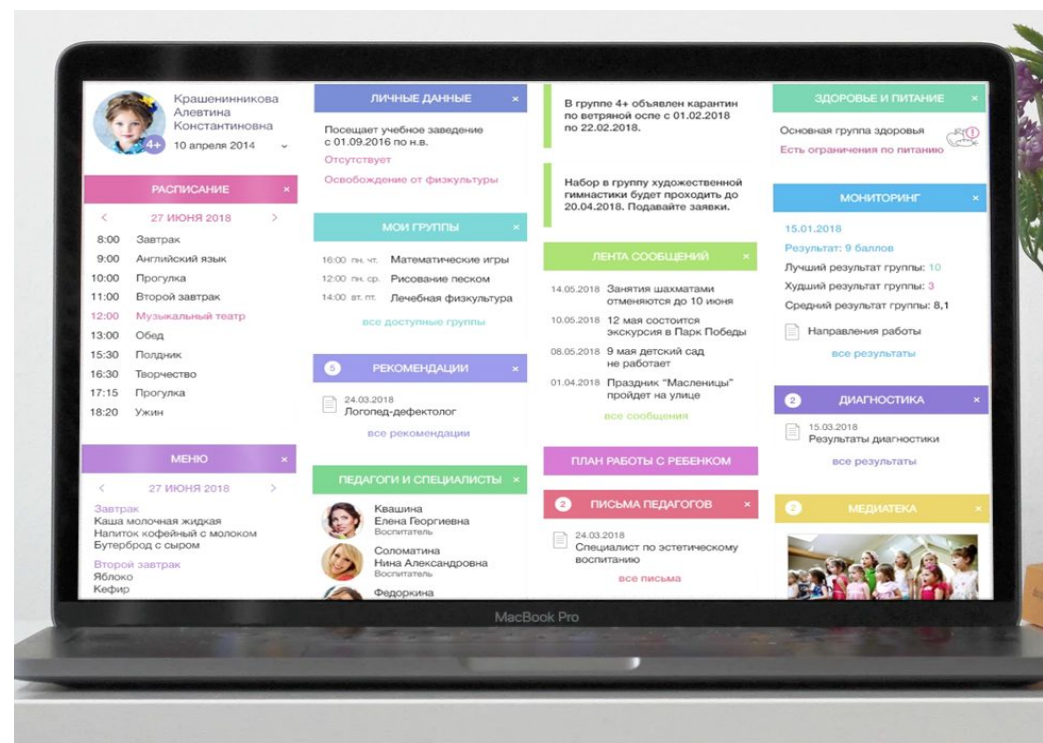 Крашенинникова
Алевтина
Константиновна
4+
10 апреля 2014
РАСПИСАНИЕ ×
< 27 ИЮНЯ 2018 >
8:00 Завтрак
9:00 Английский язык
10:00 Прогулка
11:00 Второй завтрак
12:00 Музыкальный театр
13:00 Обед
15:30 Полдник
16:30 Творчество
17:15 Прогулка
18:20 Ужин
МЕНЮ ×
< 27 ИЮНЯ 2018 >
Завтрак
Каша молочная жидкая
Напиток кофейный с молоком
Бутерброд с сыром
Второй завтрак
Яблоко
Кефир
ЛИЧНЫЕ ДАННЫЕ ×
Посещает учебное заведение
с 01.09.2016 по н.в.
Отсутствует
Освобождение от физкультуры
МОИ ГРУППЫ ×
16:00 пн. чт. Математические игры
12:00 пн. ср. Рисование песком
14:00 вт. пт. Лечебная физкультура
все доступные группы
5 РЕКОМЕНДАЦИИ ×
24.03.2018
Логопед-дефектолог
все рекомендации
ПЕДАГОГИ И СПЕЦИАЛИСТЫ ×
Квашина
Елена Георгиевна
Воспитатель
Соломатина
Нина Александровна
Воспитатель
Федоркина
В группе 4+ объявлен карантин
по ветряной оспе с 01.02.2018
по 22.02.2018.
Набор в группу художественной
гимнастики будет проходить до
20.04.2018. Подавайте заявки.
ЛЕНТА СООБЩЕНИЙ ×
14.05.2018 Занятия шахматами
отменяются до 10 июня
10.05.2018 12 мая состоится
экскурсия в Парк Победы
08.05.2018 9 мая детский сад
не работает
01.04.2018 Праздник "Масленицы"
пройдет на улице
все сообщения
ПЛАН РАБОТЫ С РЕБЕНКОМ
2 ПИСЬМА ПЕДАГОГОВ ×
24.03.2018
Специалист по эстетическому
воспитанию
все письма
ЗДОРОВЬЕ И ПИТАНИЕ ×
Основная группа здоровья
Есть ограничения по питанию
МОНИТОРИНГ ×
15.01.2018
Результат: 9 баллов
Лучший результат группы: 10
Худший результат группы: 3
Средний результат группы: 8,1
Направления работы
все результаты
2 ДИАГНОСТИКА ×
15.03.2018
Результаты диагностики
все результаты
2 МЕДИАТЕКА ×
MacBook Pro